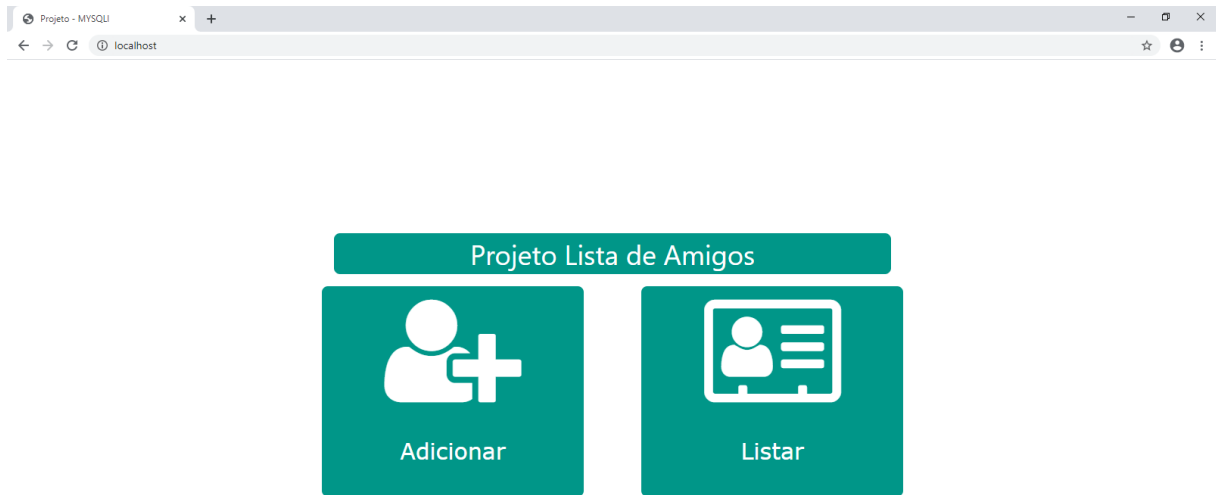 Projeto - MYSQLI
localhost
Projeto Lista de Amigos
Adicionar
Listar